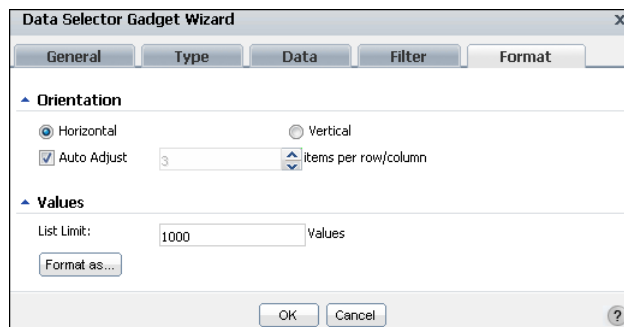 Data Selector Gadget Wizard x
General Type Data Filter Format
Orientation
Horizontal Vertical
Auto Adjust 3 items per row/column
Values
List Limit: 1000 Values
Format as...
OK Cancel ?